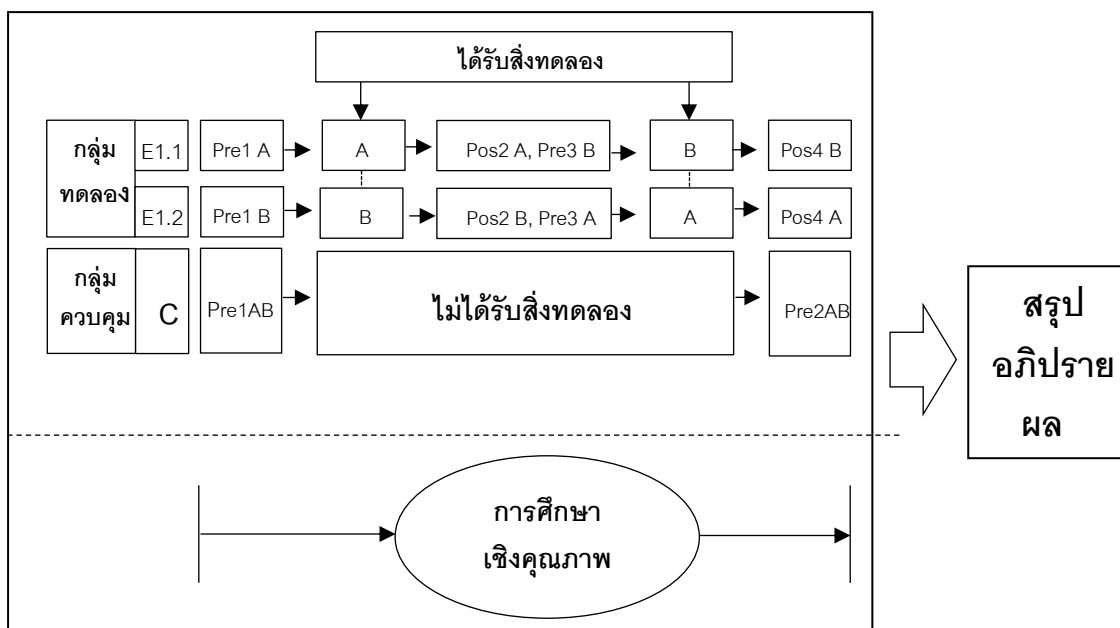 ได้รับสิ่งทดลอง
กลุ่ม
ทดลอง
E1.1
Pre1 A
A
Pos2 A, Pre3 B
B
Pos4 B
E1.2
Pre1 B
B
Pos2 B, Pre3 A
A
Pos4 A
กลุ่ม
ควบคุม
C
Pre1AB
ไม่ได้รับสิ่งทดลอง
Pre2AB
สรุป
อภิปราย
ผล
การศึกษา
เชิงคุณภาพ